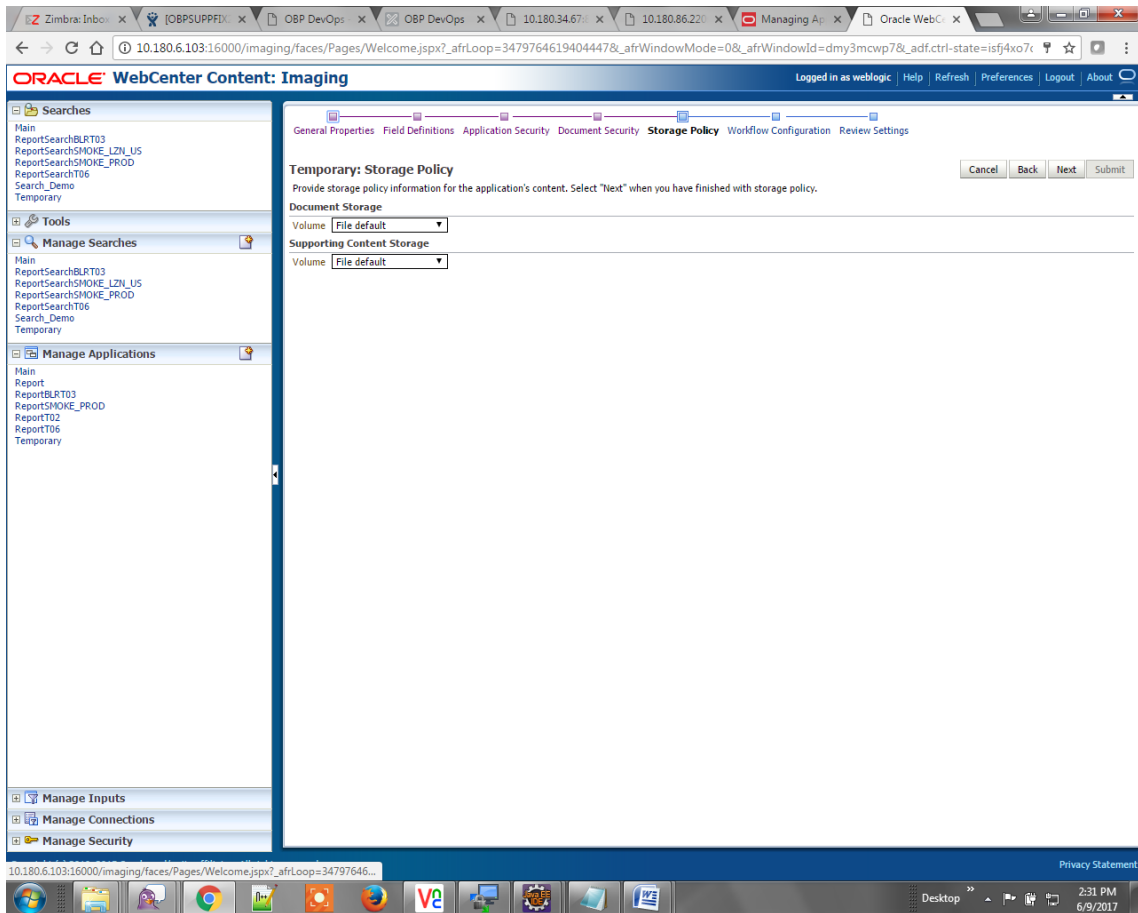 Zimbra: Inbox
[OBPSUPPFIX
OBP DevOps
OBP DevOps
10.180.34.67:
10.180.86.220
Managing Ap
Oracle WebCe
10.180.6.103:16000/imaging/faces/Pages/Welcome.jspx?_afrLoop=34797646194044447&_afrWindowMode=0&_afrWindowId=dmy3mcwp7&_adf.ctrl-state=isfj4xo7c
ORACLE WebCenter Content: Imaging
Logged in as weblogic Help Refresh Preferences Logout About
Searches
Main
ReportSearchBLRT03
ReportSearchSMOKE_LZN_US
ReportSearchSMOKE_PROD
ReportSearchT06
Search_Demo
Temporary
Tools
Manage Searches
Main
ReportSearchBLRT03
ReportSearchSMOKE_LZN_US
ReportSearchSMOKE_PROD
ReportSearchT06
Search_Demo
Temporary
Manage Applications
Main
Report
ReportBLRT03
ReportSMOKE_PROD
ReportT02
ReportT06
Temporary
Manage Inputs
Manage Connections
Manage Security
General Properties Field Definitions Application Security Document Security Storage Policy Workflow Configuration Review Settings
Temporary: Storage Policy
Cancel Back Next Submit
Provide storage policy information for the application's content. Select "Next" when you have finished with storage policy.
Document Storage
Volume File default
Supporting Content Storage
Volume File default
Privacy Statement
10.180.6.103:16000/imaging/faces/Pages/Welcome.jspx?_afrLoop=34797646...
Desktop
2:31 PM
6/9/2017